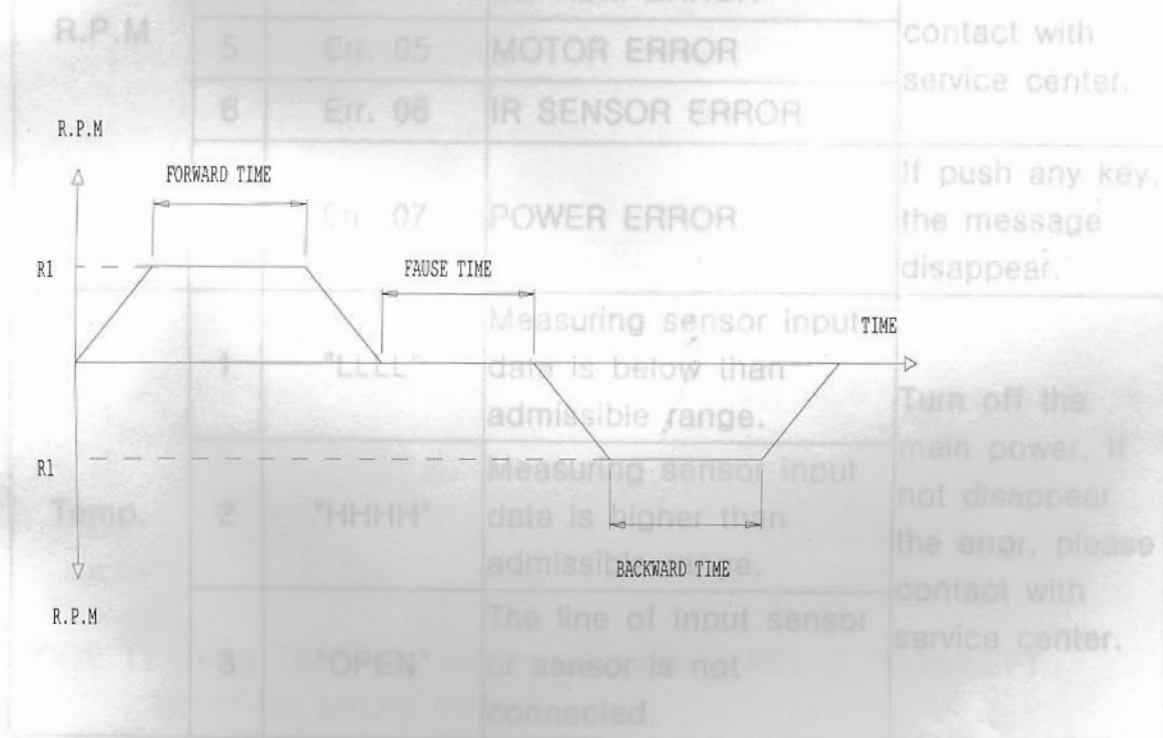 R.P.M
5 Err. 05 MOTOR ERROR
contact with
service center.
6 Err. 06 IR SENSOR ERROR
R.P.M
FORWARD TIME
Err. 07 POWER ERROR
If push any key,
the message
disappear.
R1
FAUSE TIME
TIME
1 "LLLL"
Measuring sensor input
data is below than
admissible range.
R1
Temp.
2 "HHHH"
Measuring sensor input
data is higher than
admissible range.
Turn off the
main power. If
not disappear
the error, please
contact with
service center.
BACKWARD TIME
R.P.M
3 "OPEN"
The line of input sensor
or sensor is not
connected.